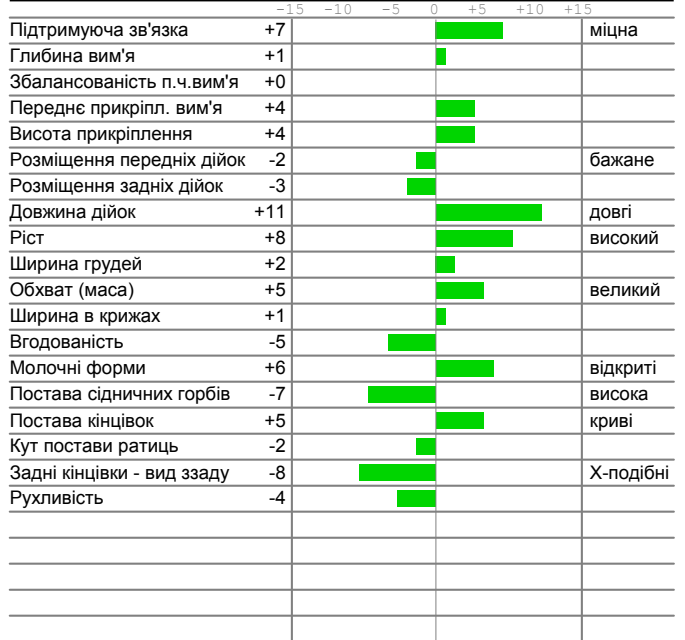 -15 -10 -5 0 +5 +10 +15
Підтримуюча зв'язка +7 міцна
Глибина вим'я +1
Збалансованість п.ч.вим'я +0
Переднє прикріпл. вим'я +4
Висота прикріплення +4
Розміщення передніх дійок -2 бажане
Розміщення задніх дійок -3
Довжина дійок +11 довгі
Ріст +8 високий
Ширина грудей +2
Обхват (маса) +5 великий
Ширина в крижах +1
Вгодованість -5
Молочні форми +6 відкриті
Постава сідничних горбів -7 висока
Постава кінцівок +5 криві
Кут постави ратиць -2
Задні кінцівки - вид ззаду -8 Х-подібні
Рухливість -4